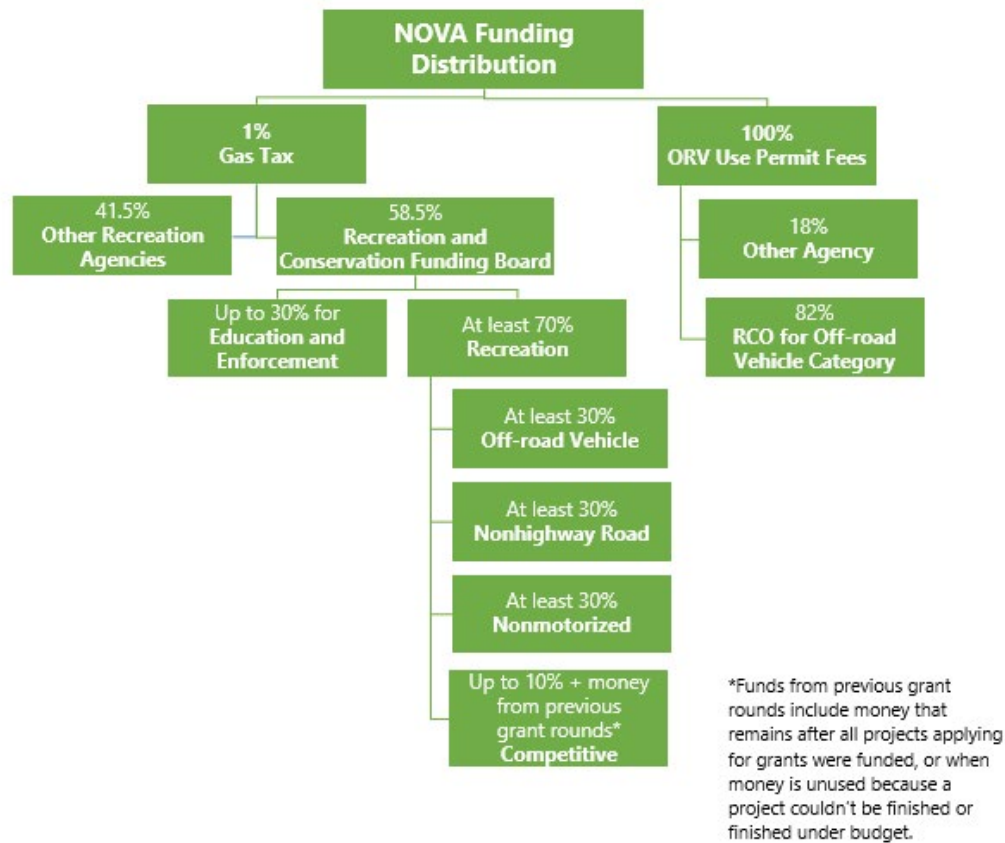 NOVA Funding
Distribution
1%
Gas Tax
100%
ORV Use Permit Fees
41.5%
Other Recreation
Agencies
58.5%
Recreation and
Conservation Funding Board
18%
Other Agency
Up to 30% for
Education and
Enforcement
At least 70%
Recreation
82%
RCO for Off-road
Vehicle Category
At least 30%
Off-road Vehicle
At least 30%
Nonhighway Road
At least 30%
Nonmotorized
Up to 10% + money
from previous
grant rounds*
Competitive
*Funds from previous grant
rounds include money that
remains after all projects applying
for grants were funded, or when
money is unused because a
project couldn't be finished or
finished under budget.